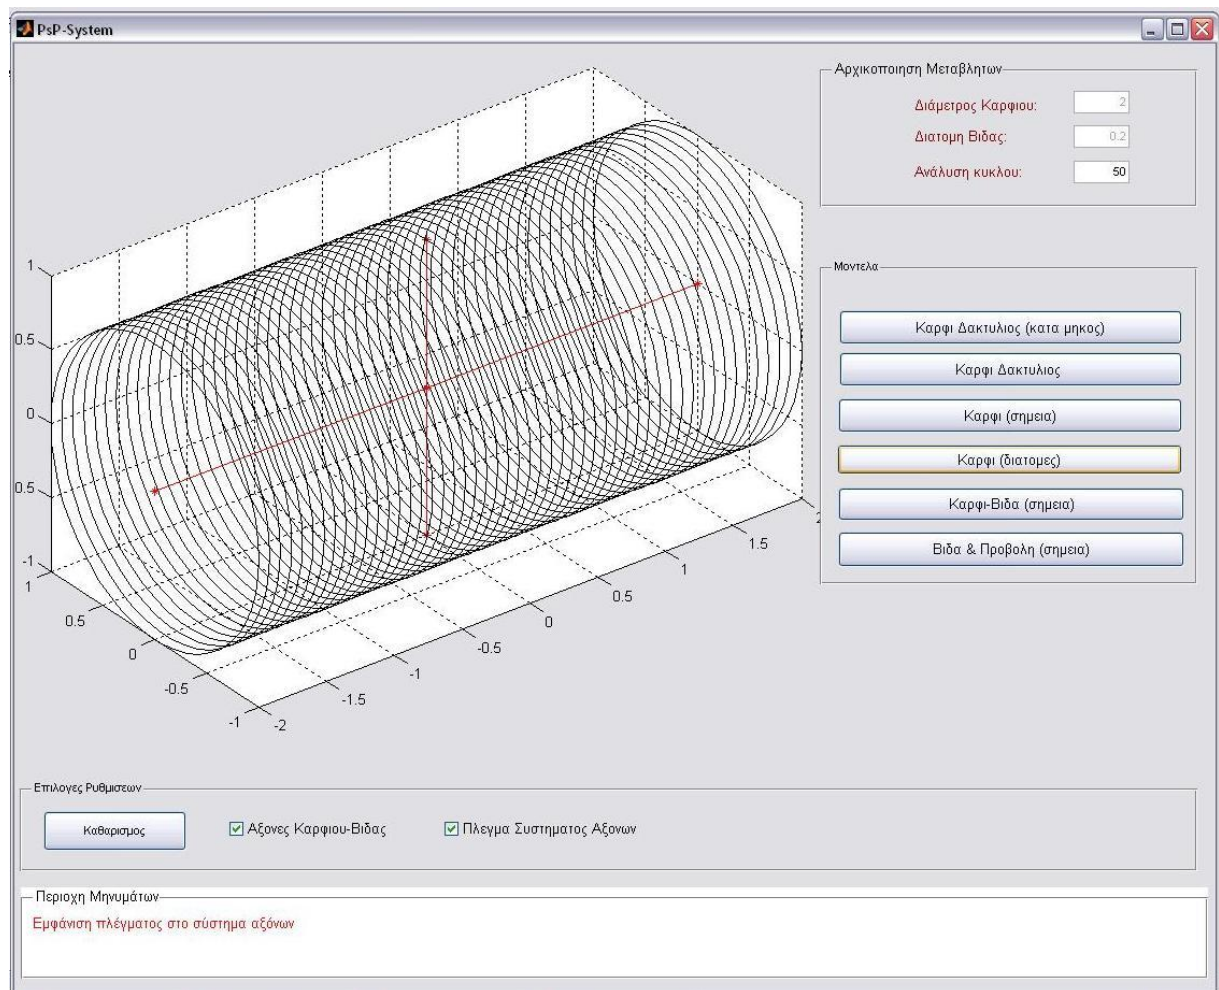 PsP-System
Αρχικοποιηση Μεταβλητων
Διάμετρος Καρφιου: 2
Διατομη Βιδας: 0.2
Ανάλυση κυκλου: 50
Μοντελα
Καρφι Δακτυλιος (κατα μηκος)
Καρφι Δακτυλιος
Καρφι (σημεια)
Καρφι (διατομες)
Καρφι-Βιδα (σημεια)
Βιδα & Προβολη (σημεια)
1
0.5
0
0.5
-1
1
0.5
0
-0.5
-1
-2
-1.5
-1
-0.5
0
0.5
1
1.5
2
Επιλογες Ρυθμισεων
Καθαρισμος
Αξονες Καρφιου-Βιδας
Πλεγμα Συστηματος Αξονων
Περιοχη Μηνυμάτων
Εμφάνιση πλέγματος στο σύστημα αξόνων